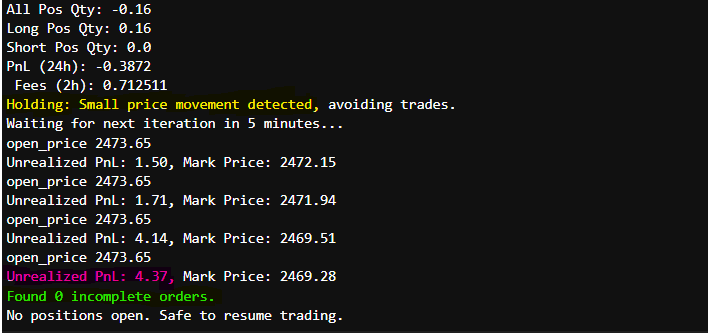 All Pos Qty: -0.16
Long Pos Qty: 0.16
Short Pos Qty: 0.0
PnL (24h): -0.3872
Fees (2h): 0.712511
Holding: Small price movement detected, avoiding trades.
Waiting for next iteration in 5 minutes...
open_price 2473.65
Unrealized PnL: 1.50, Mark Price: 2472.15
open_price 2473.65
Unrealized PnL: 1.71, Mark Price: 2471.94
open_price 2473.65
Unrealized PnL: 4.14, Mark Price: 2469.51
open_price 2473.65
Unrealized PnL: 4.37, Mark Price: 2469.28
Found 0 incomplete orders.
No positions open. Safe to resume trading.